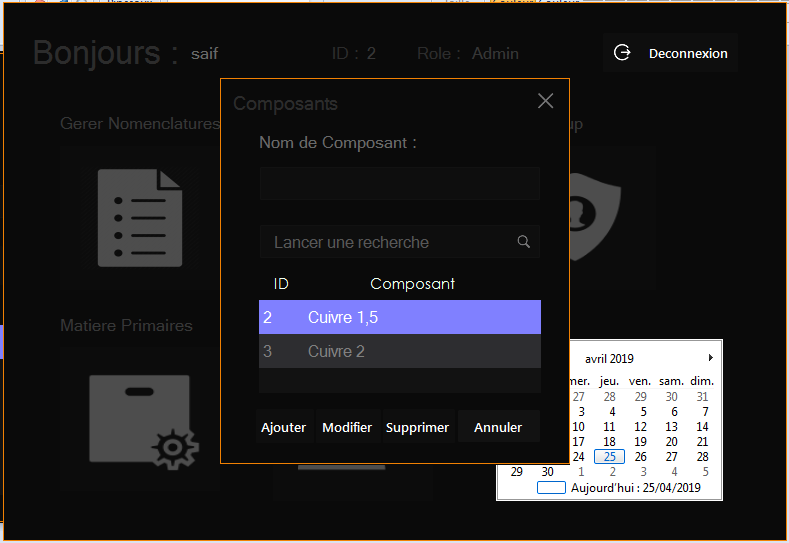 Bonjours : saif ID : 2 Role : Admin Deconnexion
Composants
Gerer Nomenclatures
up
Nom de Composant :
Lancer une recherche
ID Composant
2 Cuivre 1,5
3 Cuivre 2
Matiere Primaires
Ajouter Modifier Supprimer Annuler
avril 2019
mer. jeu. ven. sam. dim.
27 28 29 30 31
3 4 5 6 7
10 11 12 13 14
17 18 19 20 21
24 25 26 27 28
29 30 1 2 3 4 5
Aujourd'hui : 25/04/2019